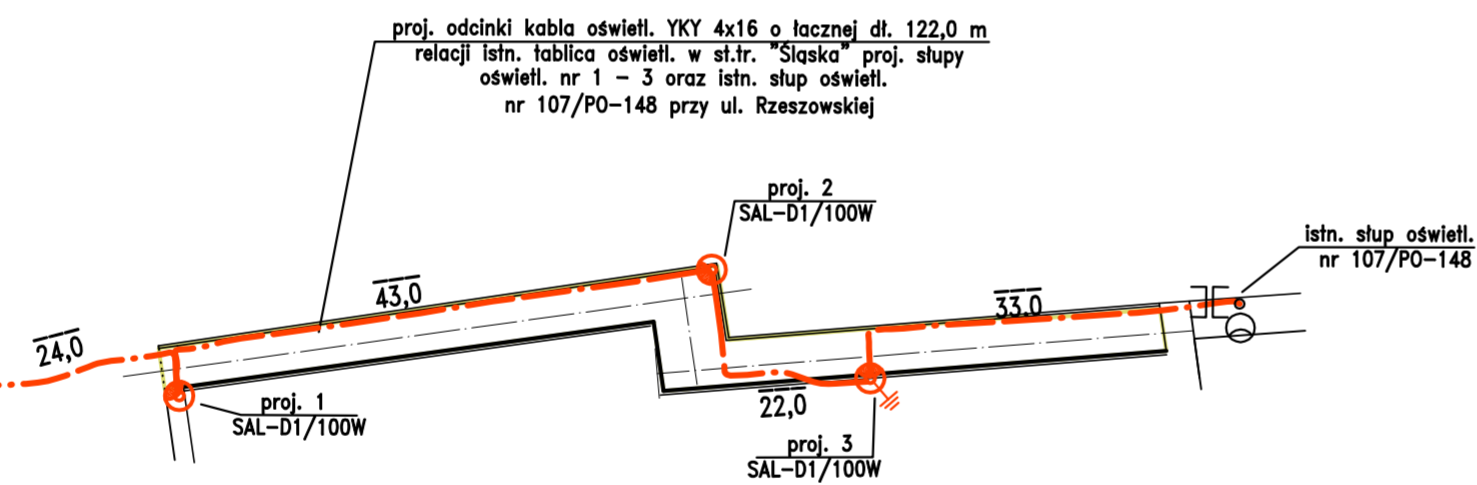 proj. odcinki kabla oświetl. YKY 4x16 o łacznej dł. 122,0 m
relacji istn. tablica oświetl. w st.tr. "Śląska" proj. słupy
oświetl. nr 1 – 3 oraz istn. słup oświetl.
nr 107/PO–148 przy ul. Rzeszowskiej
proj. 2
SAL–D1/100W
istn. słup oświetl.
nr 107/PO–148
43,0
33.0
24,0
proj. 1
SAL–D1/100W
22,0
proj. 3
SAL–D1/100W